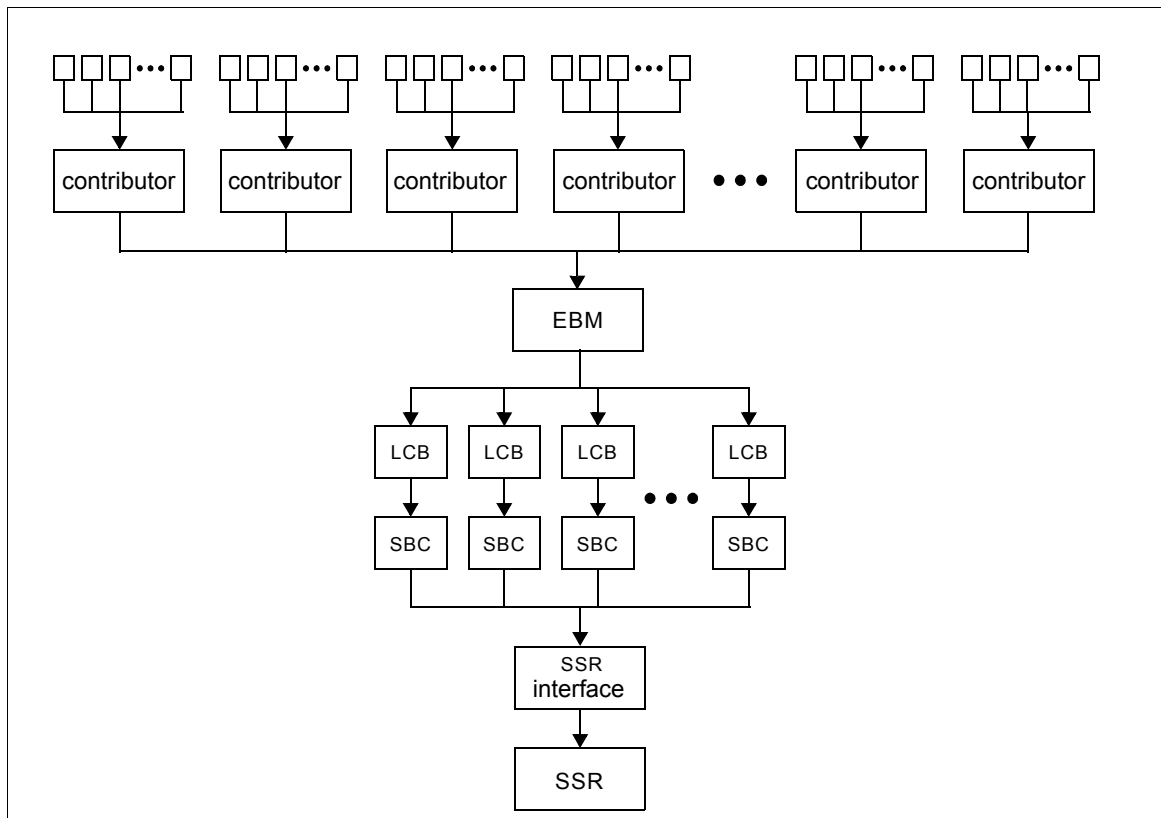 contributor
contributor
contributor
contributor
contributor
contributor
EBM
LCB
LCB
LCB
LCB
SBC
SBC
SBC
SBC
SSR
interface
SSR